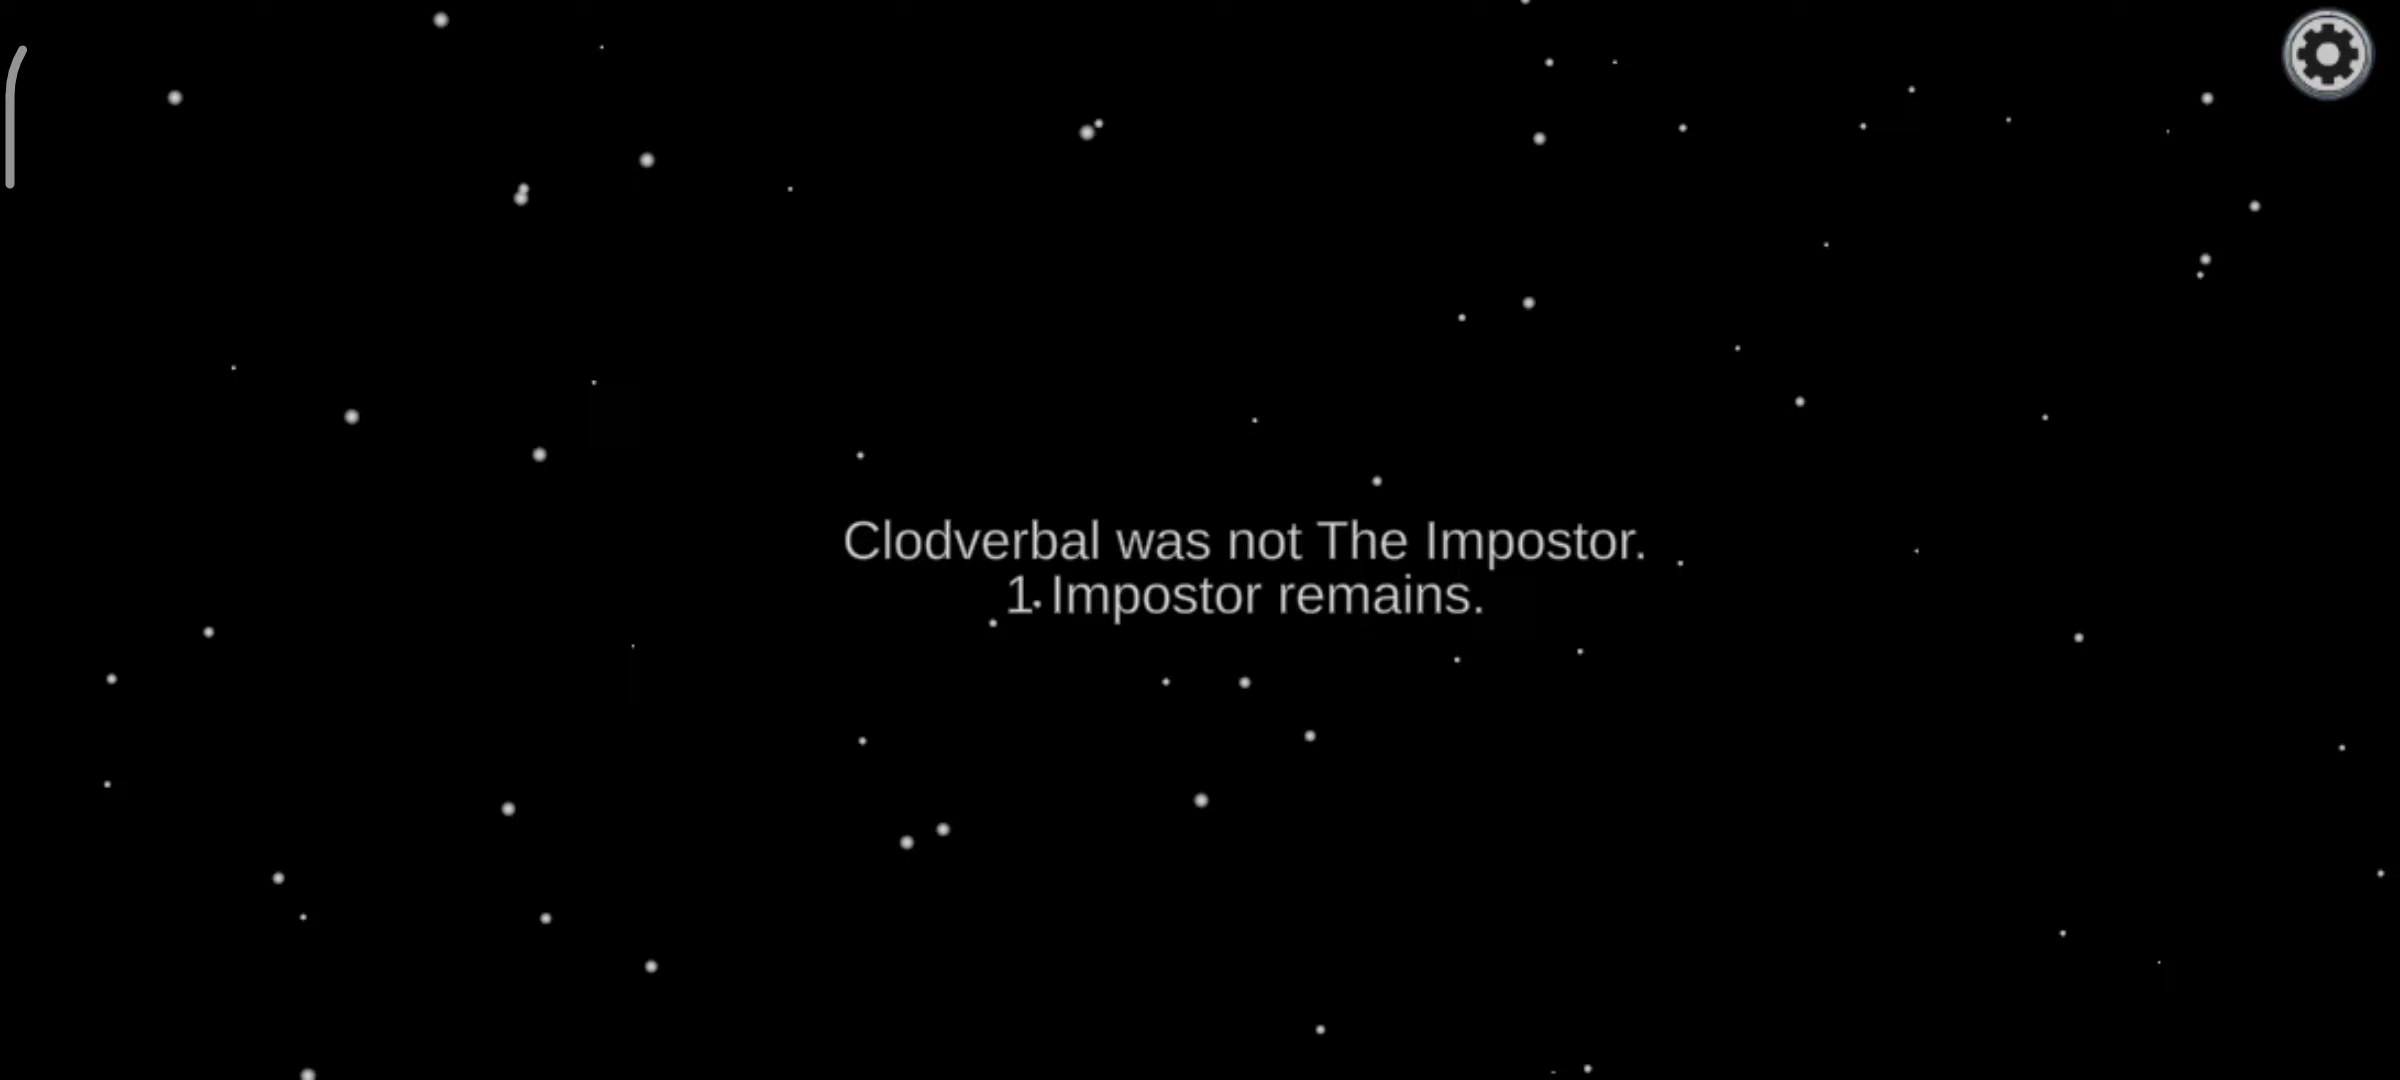 Clodverbal was not The Impostor.
1 Impostor remains.